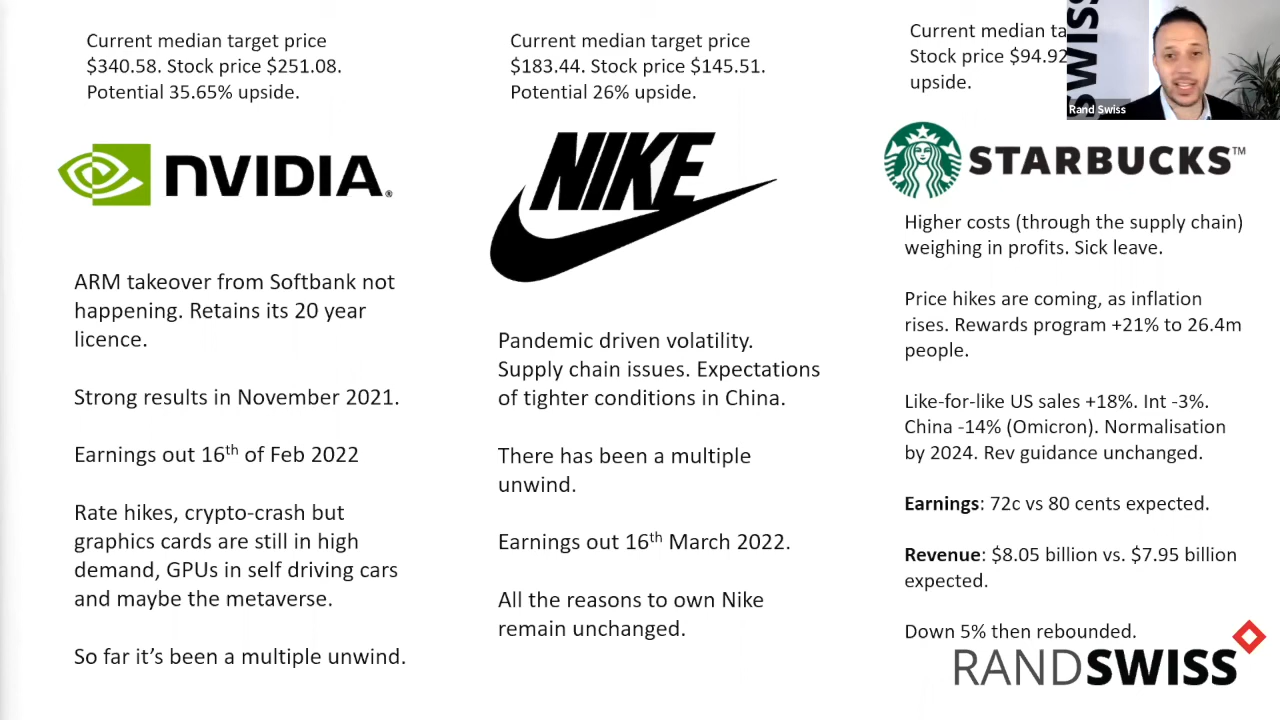 Current median target price
$340.58. Stock price $251.08.
Potential 35.65% upside.
NVIDIA.
ARM takeover from Softbank not
happening. Retains its 20 year
licence.
Strong results in November 2021.
Earnings out 16th of Feb 2022
Rate hikes, crypto-crash but
graphics cards are still in high
demand, GPUs in self driving cars
and maybe the metaverse.
So far it’s been a multiple unwind.
Current median target price
$183.44. Stock price $145.51.
Potential 26% upside.
NIKE
Pandemic driven volatility.
Supply chain issues. Expectations
of tighter conditions in China.
There has been a multiple
unwind.
Earnings out 16th March 2022.
All the reasons to own Nike
remain unchanged.
Current median ta
Stock price $94.92
upside.
SWISS
Rand Swiss
STARBUCKS™
Higher costs (through the supply chain)
weighing in profits. Sick leave.
Price hikes are coming, as inflation
rises. Rewards program +21% to 26.4m
people.
Like-for-like US sales +18%. Int -3%.
China -14% (Omicron). Normalisation
by 2024. Rev guidance unchanged.
Earnings: 72c vs 80 cents expected.
Revenue: $8.05 billion vs. $7.95 billion
expected.
Down 5% then rebounded.
RANDSWISS